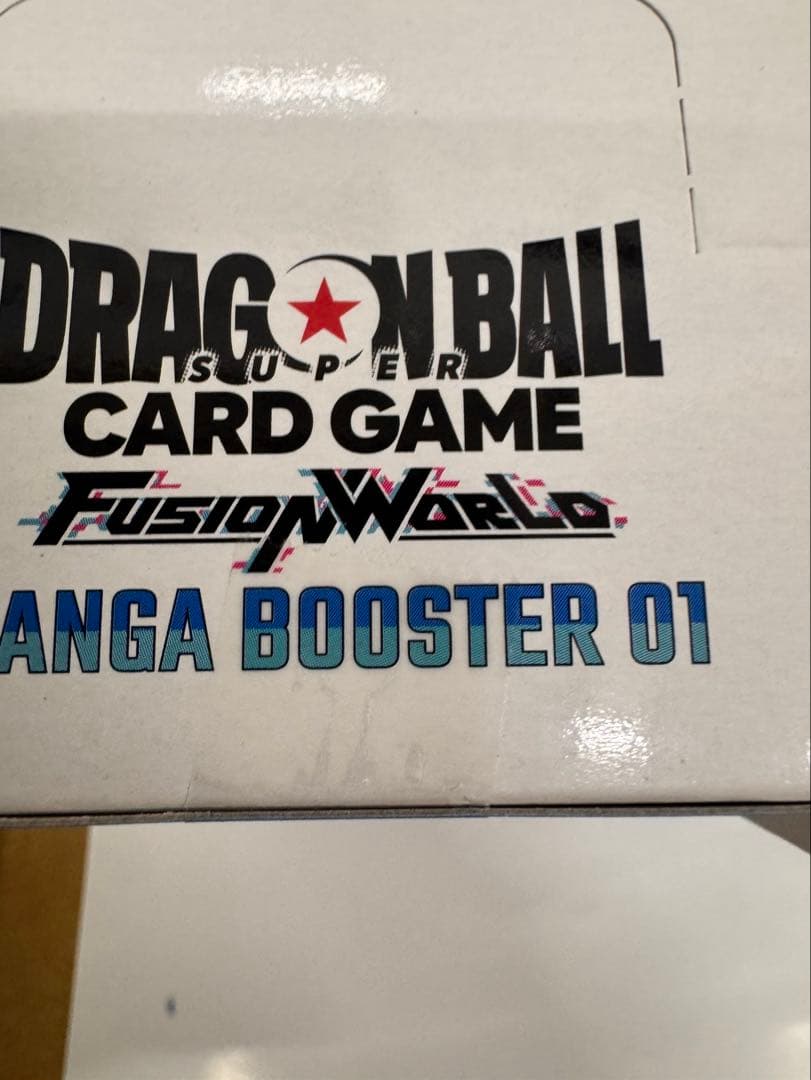 DRAGON BALL
SUPER
CARD GAME
FUSION WORLD
ANGA BOOSTER 01